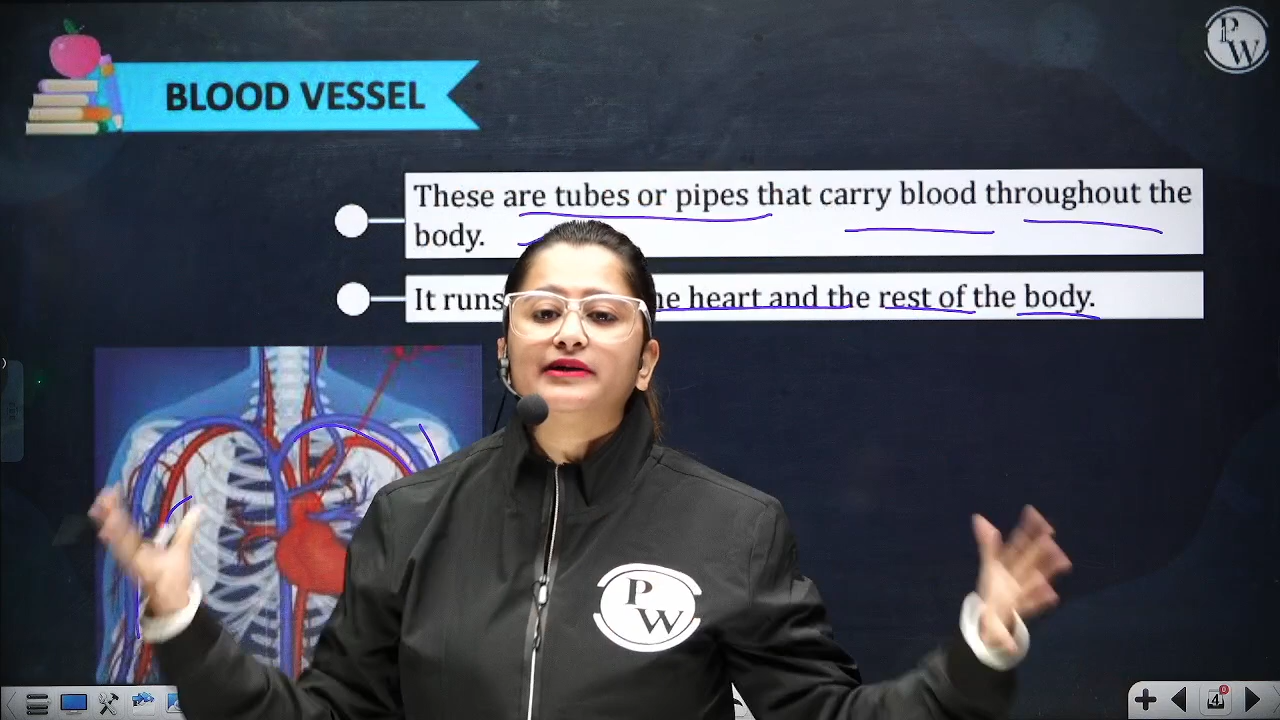 P
W
BLOOD VESSEL
These are tubes or pipes that carry blood throughout the
body.
It runs he heart and the rest of the body.
P
W
4